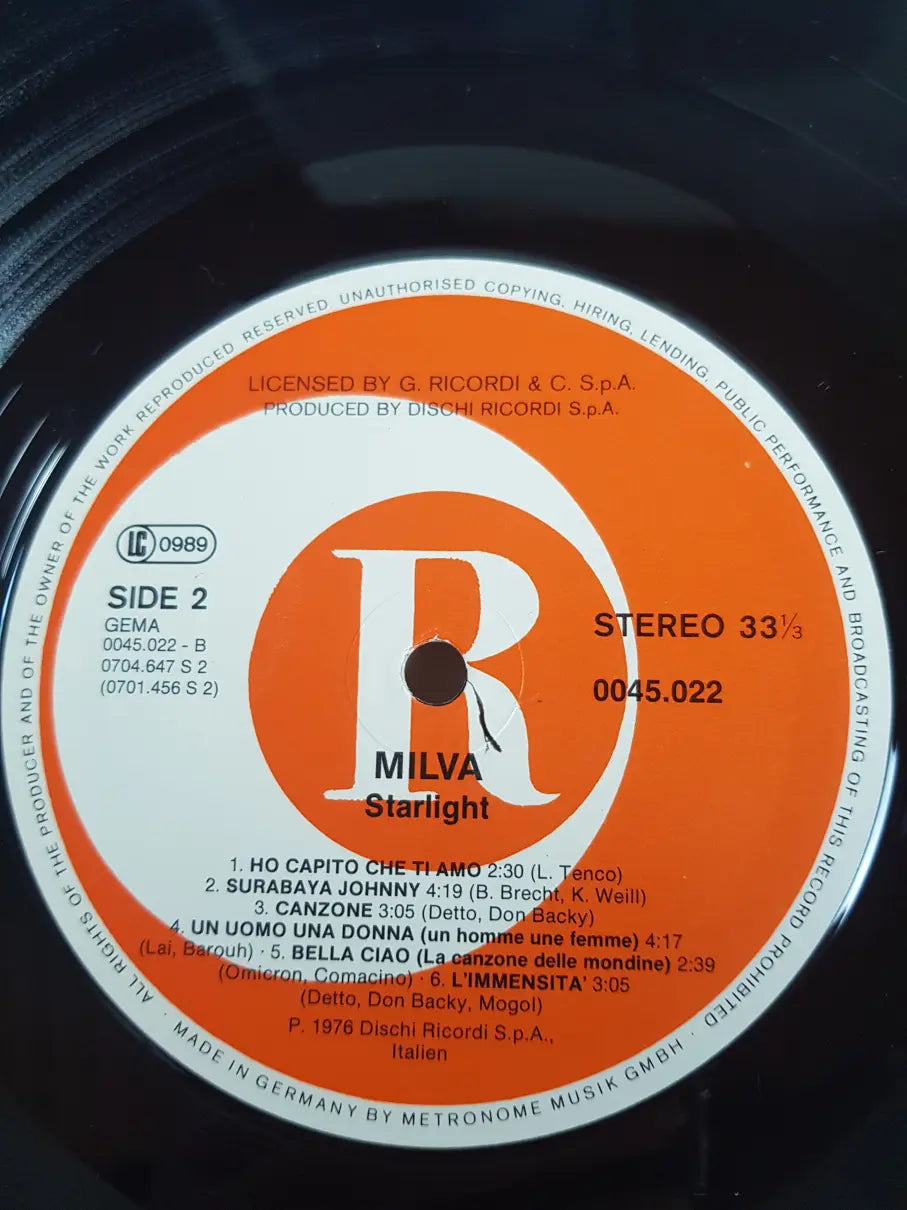 ALL RIGHTS OF THE PRODUCER AND OF THE OWNER OF THE WORK REPRODUCED RESERVED. UNAUTHORISED COPYING, HIRING, LENDING, PUBLIC PERFORMANCE AND BROADCASTING OF THIS RECORD PROHIBITED ·
LICENSED BY G. RICORDI & C. S.p.A.
PRODUCED BY DISCHI RICORDI S.p.A.
LC 0989
SIDE 2
GEMA
0045.022 - B
0704.647 S 2
(0701.456 S 2)
R
STEREO 33⅓
0045.022
MILVA
Starlight
1. HO CAPITO CHE TI AMO 2:30 (L. Tenco)
2. SURABAYA JOHNNY 4:19 (B. Brecht, K. Weill)
3. CANZONE 3:05 (Detto, Don Backy)
4. UN UOMO UNA DONNA (un homme une femme) 4:17
(Lai, Barouh) · 5. BELLA CIAO (La canzone delle mondine) 2:39
(Omicron, Comacino) · 6. L'IMMENSITA' 3:05
(Detto, Don Backy, Mogol)
P. 1976 Dischi Ricordi S.p.A.,
Italien
· MADE IN GERMANY BY METRONOME MUSIK GMBH ·